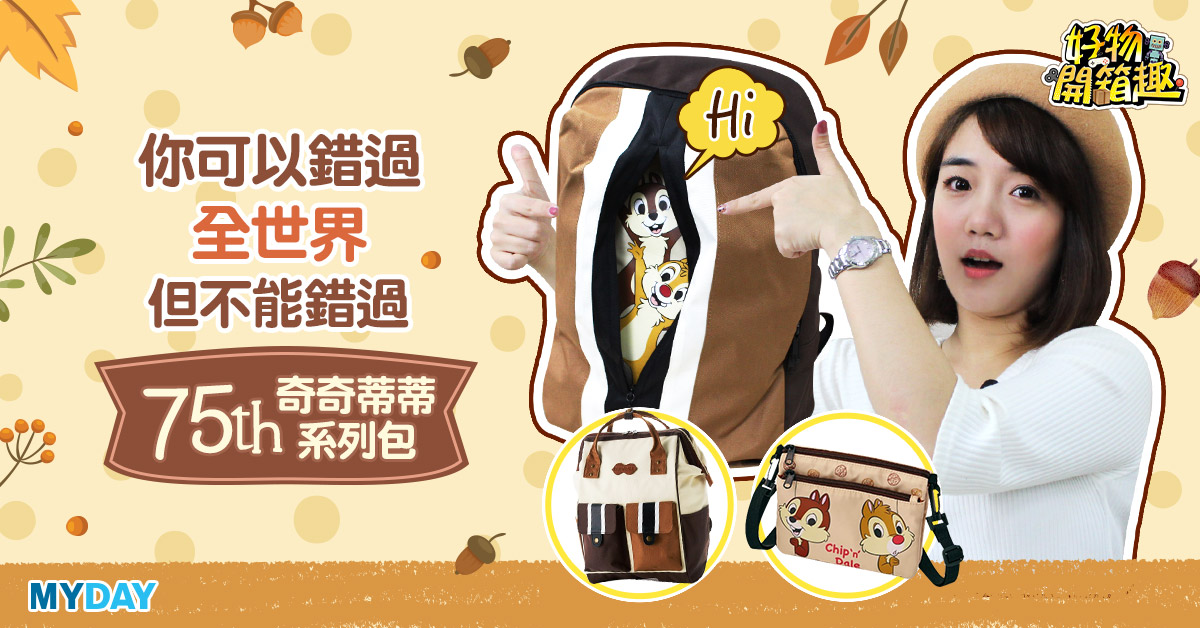 好物
開箱趣
Hi
你可以錯過
全世界
但不能錯過
75th 奇奇蒂蒂
系列包
Chip 'n'
Dale
MYDAY